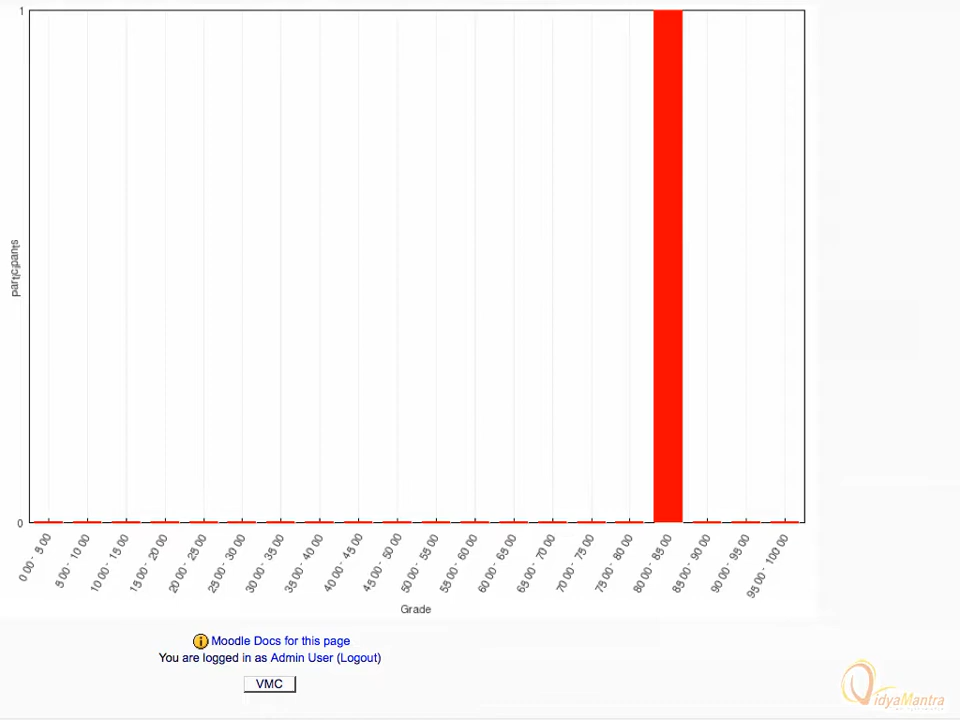 1
participants
0
0.00 - 5.00
5.00 - 10.00
10.00 - 15.00
15.00 - 20.00
20.00 - 25.00
25.00 - 30.00
30.00 - 35.00
35.00 - 40.00
40.00 - 45.00
45.00 - 50.00
50.00 - 55.00
55.00 - 60.00
60.00 - 65.00
65.00 - 70.00
70.00 - 75.00
75.00 - 80.00
80.00 - 85.00
85.00 - 90.00
90.00 - 95.00
95.00 - 100.00
Grade
Moodle Docs for this page
You are logged in as Admin User (Logout)
VMC
VidyaMantra